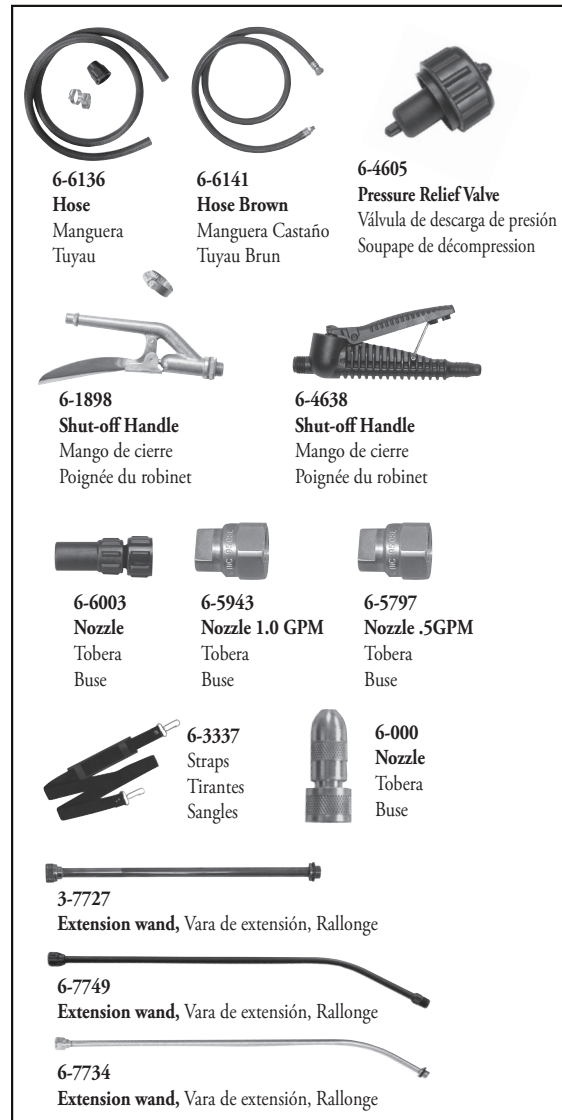 6-6136
Hose
Manguera
Tuyau
6-6141
Hose Brown
Manguera Castaño
Tuyau Brun
6-4605
Pressure Relief Valve
Válvula de descarga de presión
Soupape de décompression
6-1898
Shut-off Handle
Mango de cierre
Poignée du robinet
6-4638
Shut-off Handle
Mango de cierre
Poignée du robinet
6-6003
Nozzle
Tobera
Buse
6-5943
Nozzle 1.0 GPM
Tobera
Buse
6-5797
Nozzle .5GPM
Tobera
Buse
6-3337
Straps
Tirantes
Sangles
6-000
Nozzle
Tobera
Buse
3-7727
Extension wand, Vara de extensión, Rallonge
6-7749
Extension wand, Vara de extensión, Rallonge
6-7734
Extension wand, Vara de extensión, Rallonge